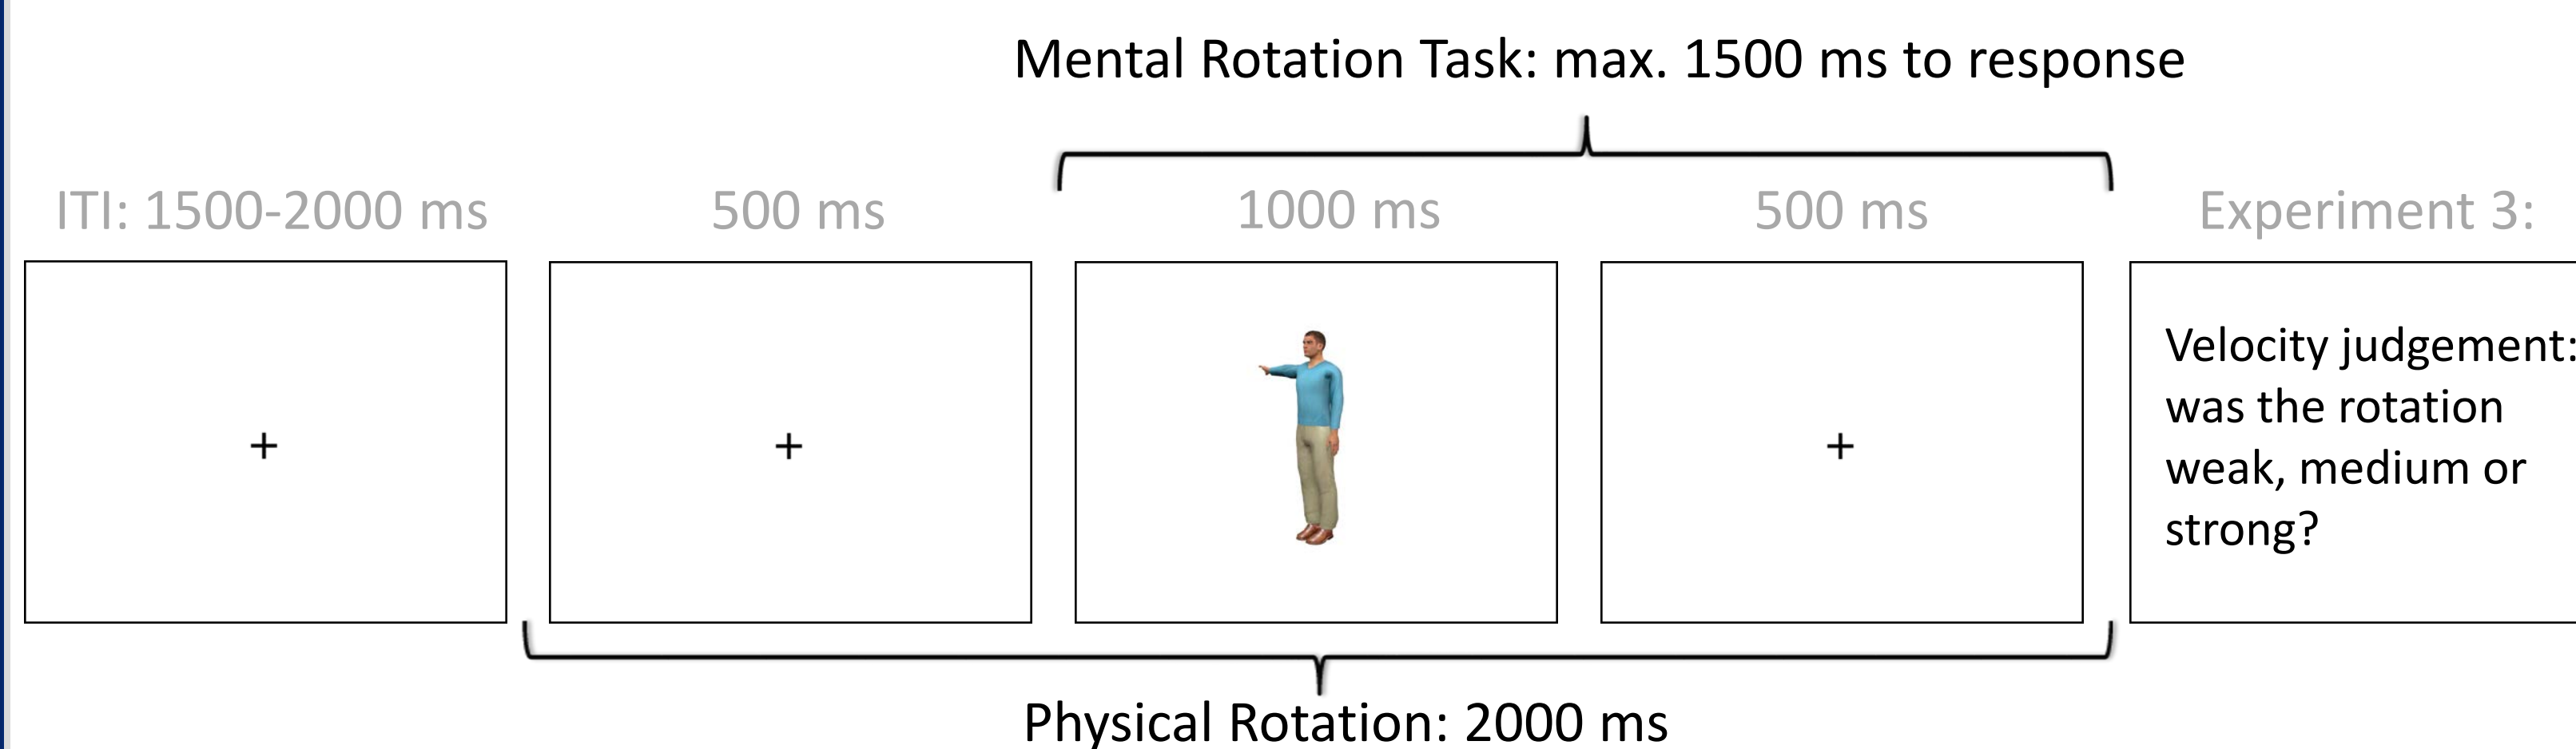 Mental Rotation Task: max. 1500 ms to response
ITI: 1500-2000 ms
500 ms
1000 ms
500 ms
Experiment 3:
+
+
+
Velocity judgement:
was the rotation
weak, medium or
strong?
Physical Rotation: 2000 ms